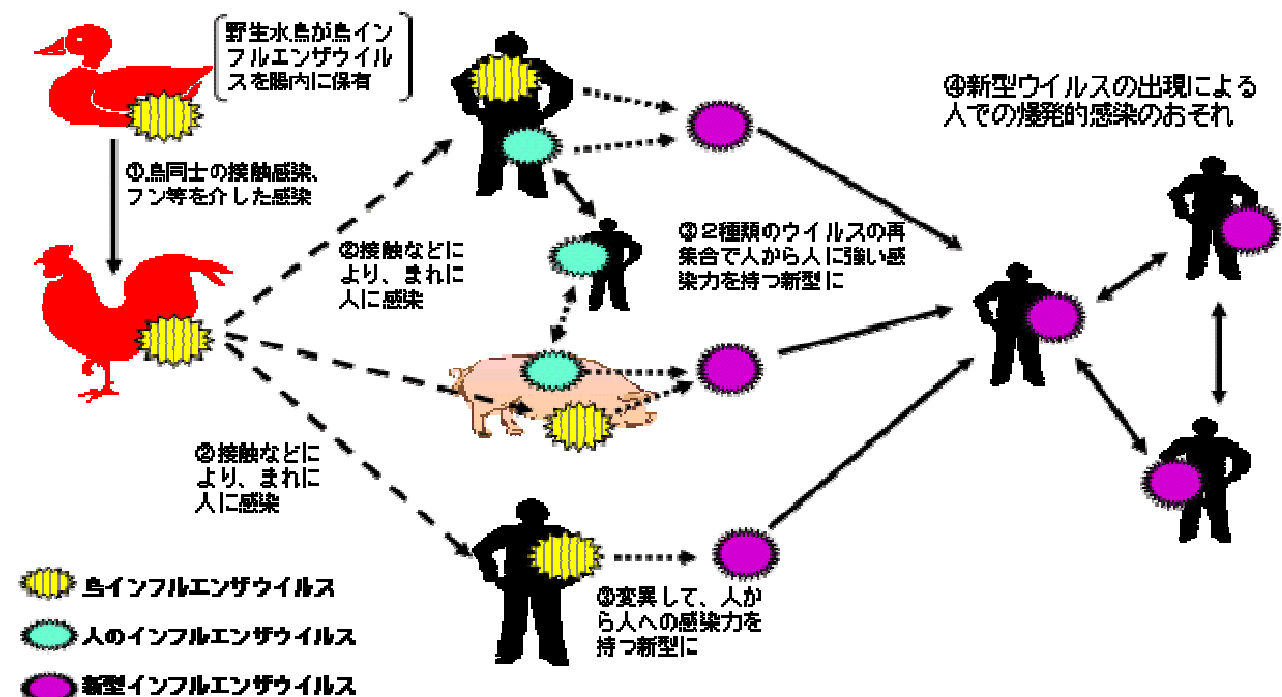 野生水鳥が鳥イン
フルエンザウイル
スを腸内に保有
①鳥同士の接触感染、
フン等を介した感染
②接触などに
より、まれに
人に感染
②接触などに
より、まれに
人に感染
③２種類のウイルスの再
集合で人から人に強い感
染力を持つ新型に
③変異して、人か
ら人への感染力を
持つ新型に
④新型ウイルスの出現による
人での爆発的感染のおそれ
鳥インフルエンザウイルス
人のインフルエンザウイルス
新型インフルエンザウイルス